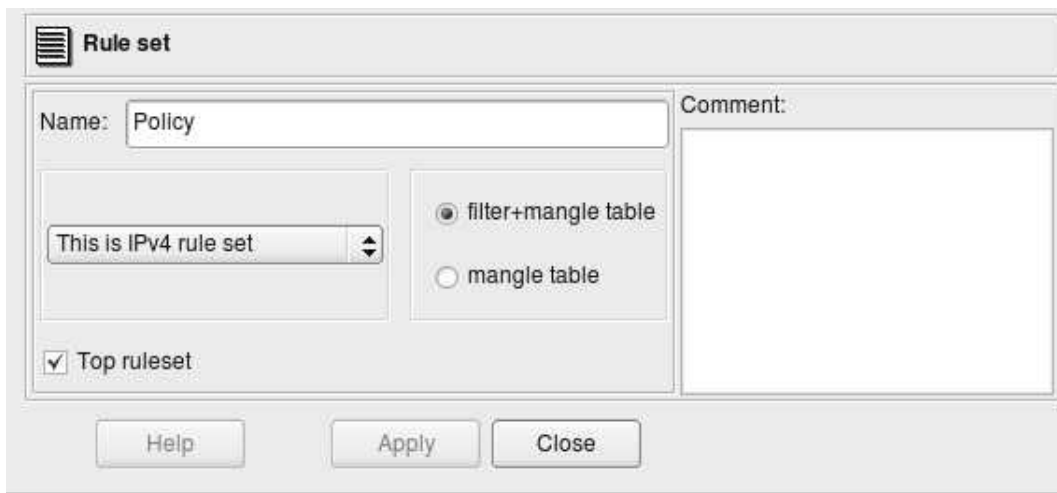 Rule set
Name: Policy
Comment:
This is IPv4 rule set
filter+mangle table
mangle table
Top ruleset
Help
Apply
Close